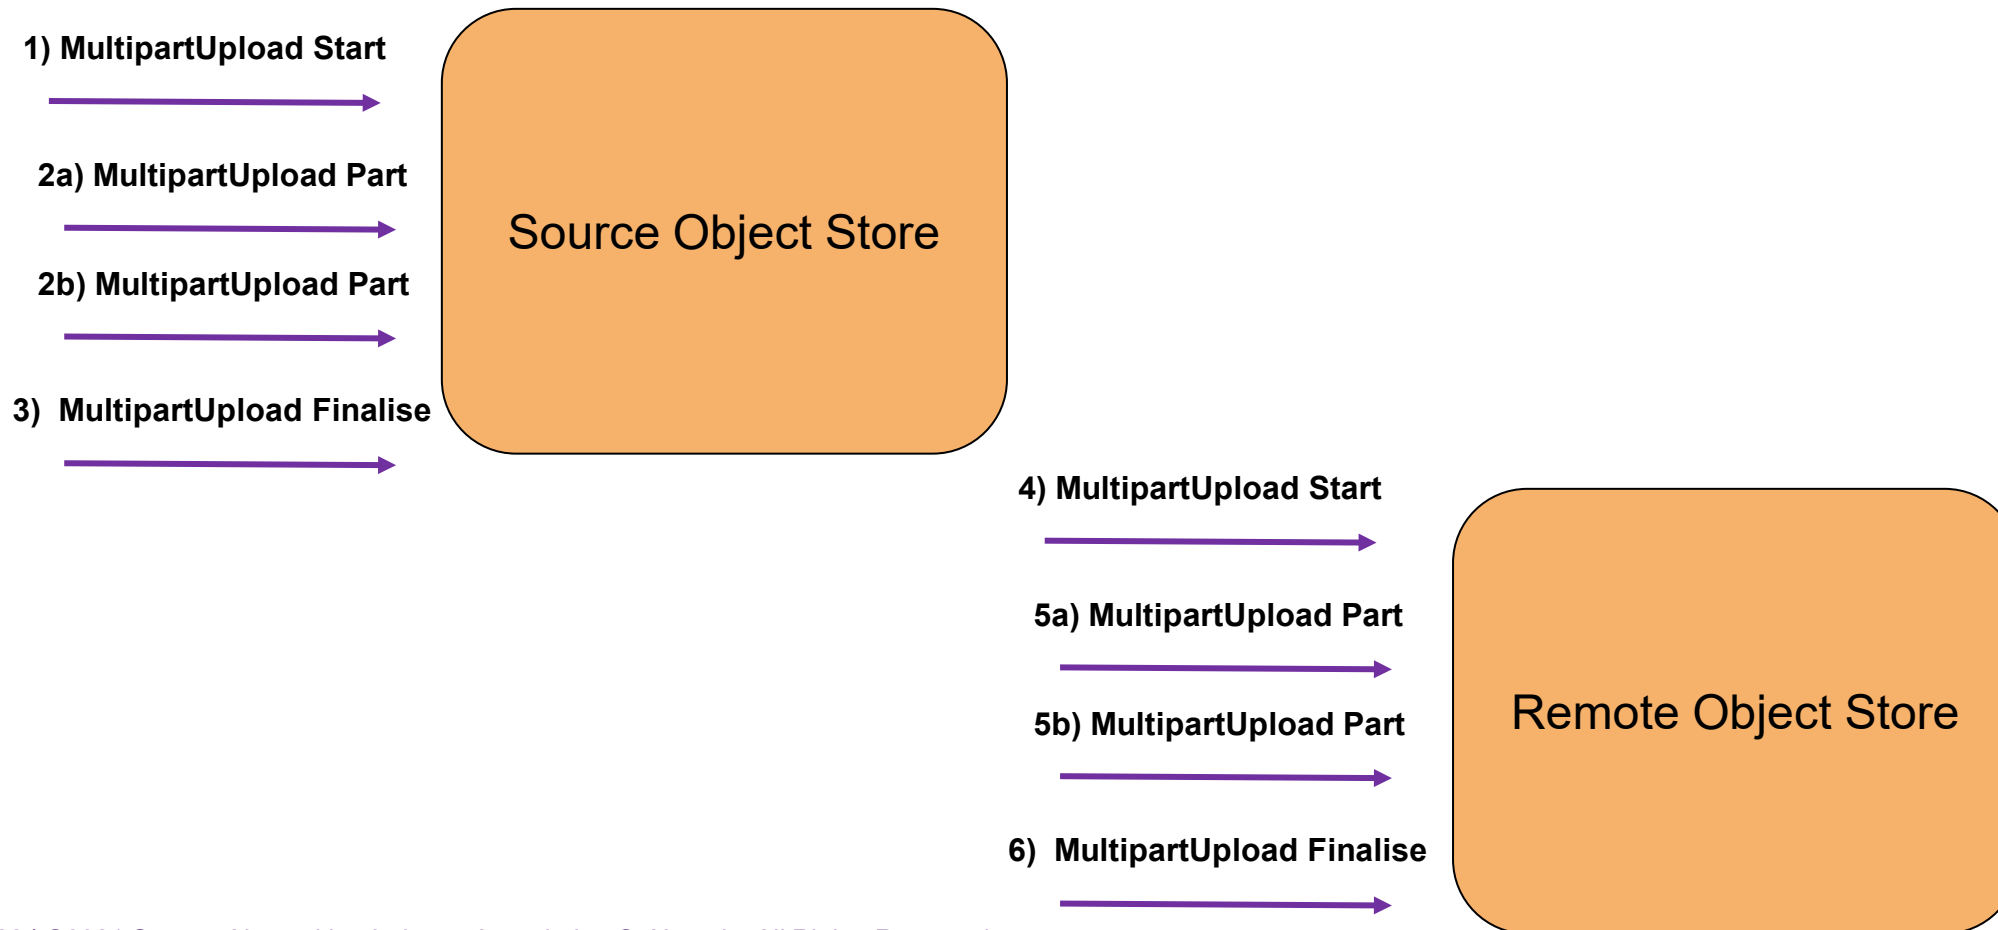 1) MultipartUpload Start
2a) MultipartUpload Part
2b) MultipartUpload Part
3) MultipartUpload Finalise
Source Object Store
4) MultipartUpload Start
5a) MultipartUpload Part
5b) MultipartUpload Part
6) MultipartUpload Finalise
Remote Object Store